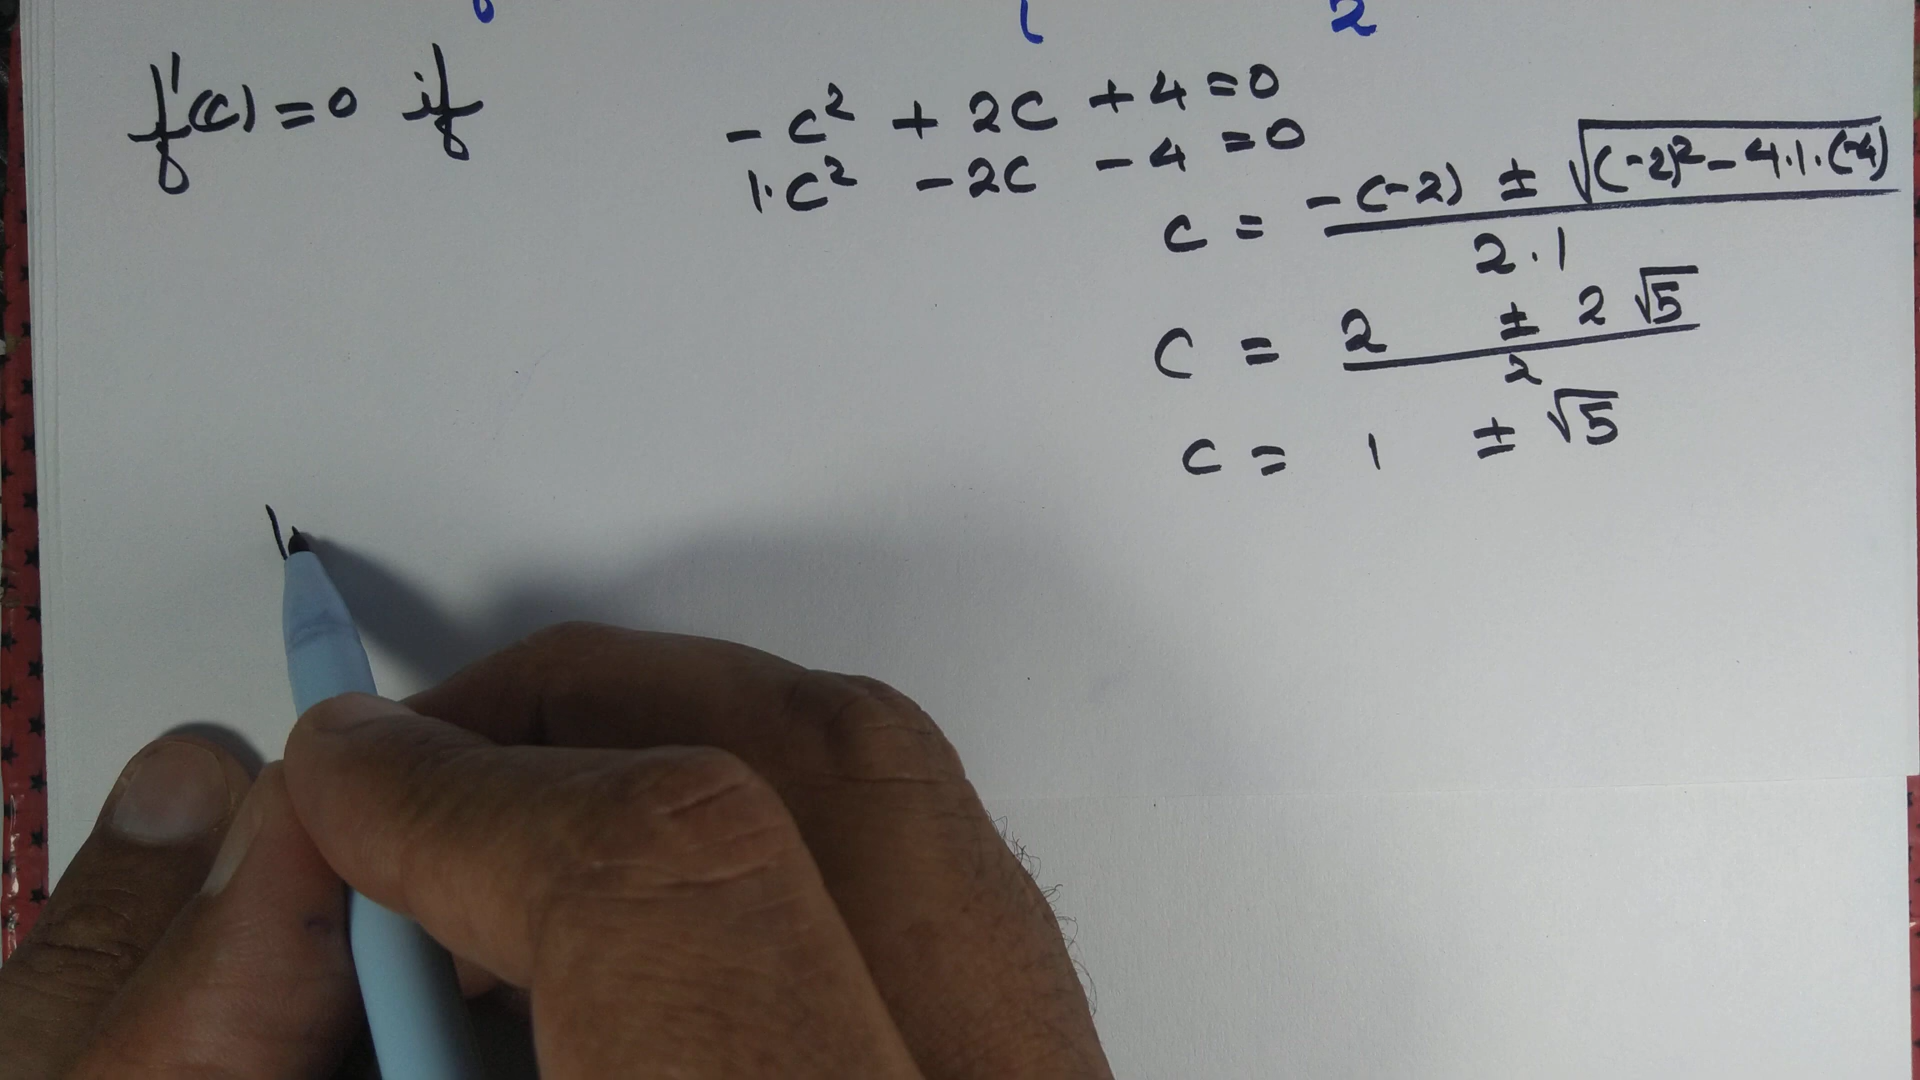 2
f'(c) = 0 if
- c² + 2c + 4 = 0
1·c² - 2c - 4 = 0
c = (-(-2) ± √((-2)² - 4·1·(-4))) / (2·1)
c = (2 ± 2√5) / 2
c = 1 ± √5